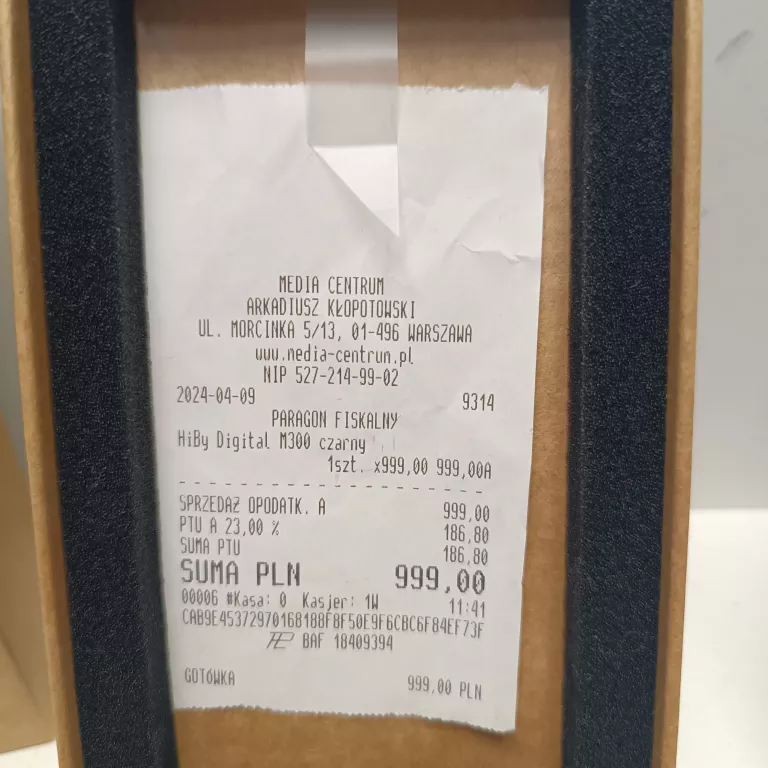 MEDIA CENTRUM
ARKADIUSZ KŁOPOTOWSKI
UL. MORCINKA 5/13, 01-496 WARSZAWA
www.media-centrum.pl
NIP 527-214-99-02
2024-04-09 9314
PARAGON FISKALNY
HiBy Digital M300 czarny
1szt. x999,00 999,00A
SPRZEDAŻ OPODATK. A 999,00
PTU A 23,00 % 186,80
SUMA PTU 186,80
SUMA PLN 999,00
00006 #Kasa: 0 Kasjer: 1W 11:41
CAB9E45372970168188F8F50E9F6CBC6F84EF73F
BAF 18409394
GOTÓWKA 999,00 PLN